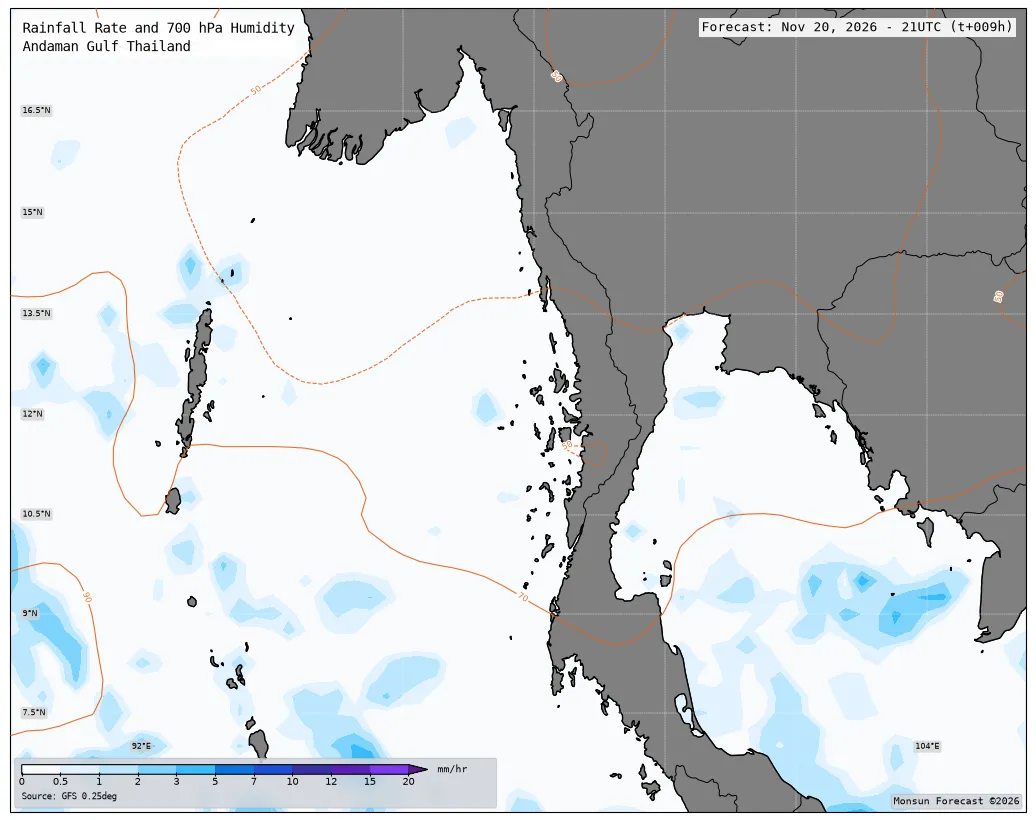 Rainfall Rate and 700 hPa Humidity
Andaman Gulf Thailand
Forecast: Nov 20, 2026 - 21UTC (t+009h)
50
50
16.5°N
15°N
50
13.5°N
12°N
50
10.5°N
90
70
9°N
7.5°N
92°E
104°E
0 0.5 1 2 3 5 7 10 12 15 20 mm/hr
Source: GFS 0.25deg
Monsun Forecast ©2026